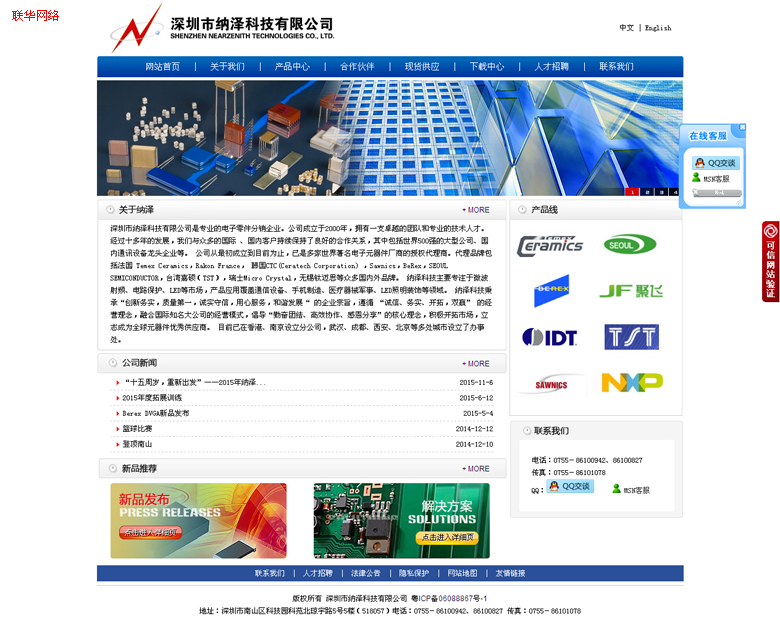 联华网络
深圳市纳泽科技有限公司
SHENZHEN NEARZENITH TECHNOLOGIES CO., LTD.
中文 | English
网站首页 | 关于我们 | 产品中心 | 合作伙伴 | 现货供应 | 下载中心 | 人才招聘 | 联系我们
1 2 3 4
在线客服
QQ交谈
MSN客服
可信网站验证
关于纳泽 + MORE
深圳市纳泽科技有限公司是专业的电子零件分销企业。公司成立于2000年，拥有一支卓越的团队和专业的技术人才。
经过十多年的发展，我们与众多的国际、国内客户持续保持了良好的合作关系，其中包括世界500强的大型公司、国
内通讯设备龙头企业等。 公司从最初成立到目前为止，已是多家世界著名电子元器件厂商的授权代理商。代理品牌包
括法国 Temex Ceramics，Rakon France， 韩国CTC(Ceratech Corporation) ，Sawnics，BeRex，SEOUL
SEMICONDUCTOR，台湾嘉硕（TST），瑞士Micro Crystal，无锡钦迈思等众多国内外品牌。 纳泽科技主要专注于微波
射频、电路保护、LED等市场，产品应用覆盖通信设备、手机制造、医疗器械军事、LED照明装饰等领域。 纳泽科技秉
承“创新务实，质量第一，诚实守信，用心服务，和谐发展 ” 的企业宗旨，遵循 “诚信、务实、开拓，双赢” 的经
营理念，融合国际知名大公司的经营模式，倡导“勤奋团结、高效协作、感恩分享”的核心理念，积极开拓市场，立
志成为全球元器件优秀供应商。 目前已在香港、南京设立分公司，武汉、成都、西安、北京等多处城市设立了办事
处。
产品线
TEMEX Ceramics
SEOUL
BEREX
JF 聚飞
IDT
TST
SAWNICS
NXP
公司新闻 + MORE
“十五周岁，重新出发”——2015年纳泽... 2015-11-6
2015年度拓展训练 2015-6-12
Berex DVGA新品发布 2015-5-4
篮球比赛 2014-12-12
登顶南山 2014-12-10
联系我们
电话：0755－86100942、86100827
传真：0755－86101078
QQ： QQ交谈 MSN客服
新品推荐 + MORE
新品发布
PRESS RELEASES
点击进入详细页
解决方案
SOLUTIONS
点击进入详细页
联系我们 | 人才招聘 | 法律公告 | 隐私保护 | 网站地图 | 友情链接
版权所有 深圳市纳泽科技有限公司 粤ICP备06088867号-1
地址：深圳市南山区科技园科苑北琼宇路5号5楼（518057）电话：0755－86100942、86100827 传真：0755－86101078